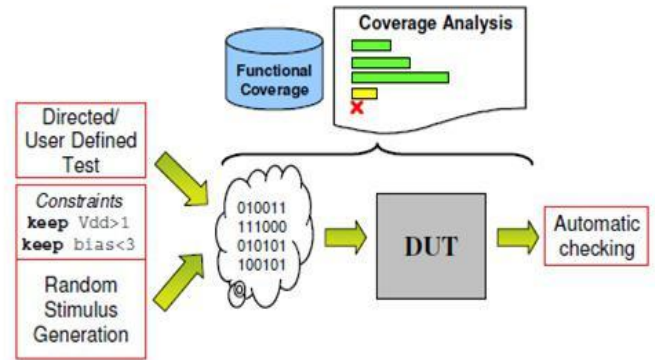 Coverage Analysis
Functional
Coverage
Directed/
User Defined
Test
Constraints
keep Vdd>1
keep bias<3
Random
Stimulus
Generation
010011
111000
010101
100101
DUT
Automatic
checking